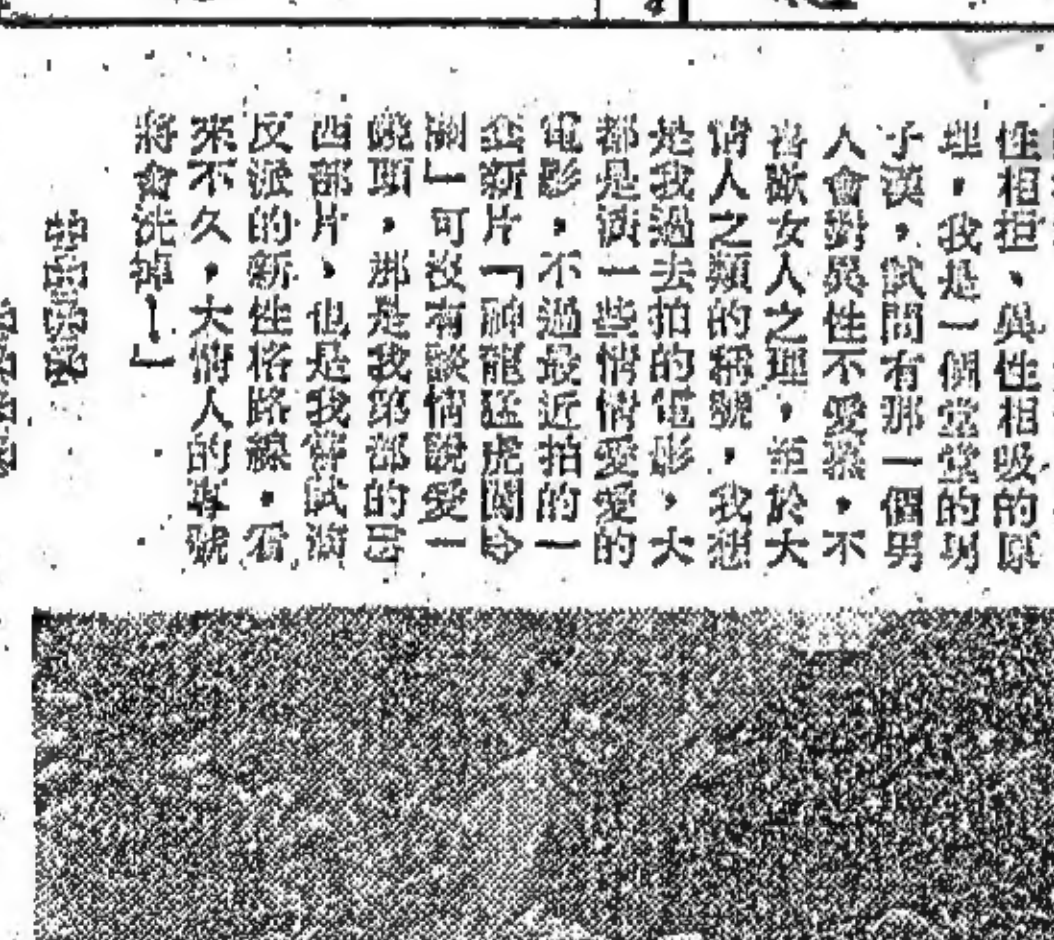 性相拒、異性相吸的原
理，我是一個堂堂的男
子漢，試問有那一個男
人會對異性不愛慕，不
喜歡女人之理，至於大
情人之類的稱號，我想
是我過去拍的電影，大
都是演一些情情愛愛的
電影，不過最近拍的一
套新片「神龍猛虎闖
關」可沒有談情說愛一
鏡頭，那是我第部的
西部片，也是我嘗試演
反派的新性格路線，看
來不久，大情人的尊號
將會洗掉！」